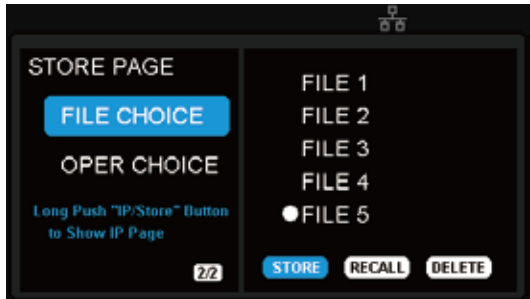 STORE PAGE
FILE CHOICE
OPER CHOICE
Long Push "IP/Store" Button
to Show IP Page
2/2
FILE 1
FILE 2
FILE 3
FILE 4
FILE 5
STORE RECALL DELETE